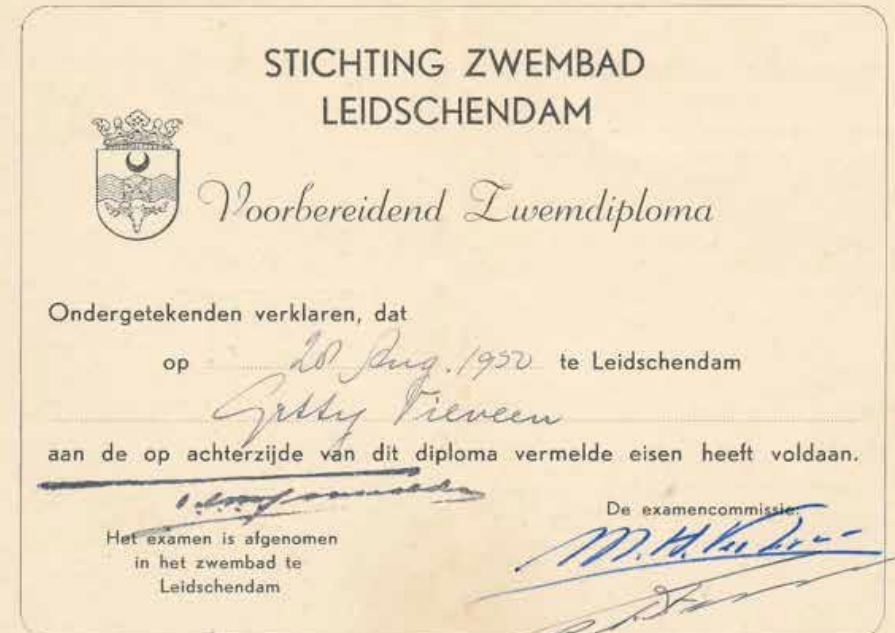 STICHTING ZWEMBAD
LEIDSCHENDAM
Voorbereidend Zwemdiploma
Ondergetekenden verklaren, dat
op 20 Aug. 1950 te Leidschendam
Getty Vieveen
aan de op achterzijde van dit diploma vermelde eisen heeft voldaan.
De examencommissie.
Het examen is afgenomen
in het zwembad te
Leidschendam